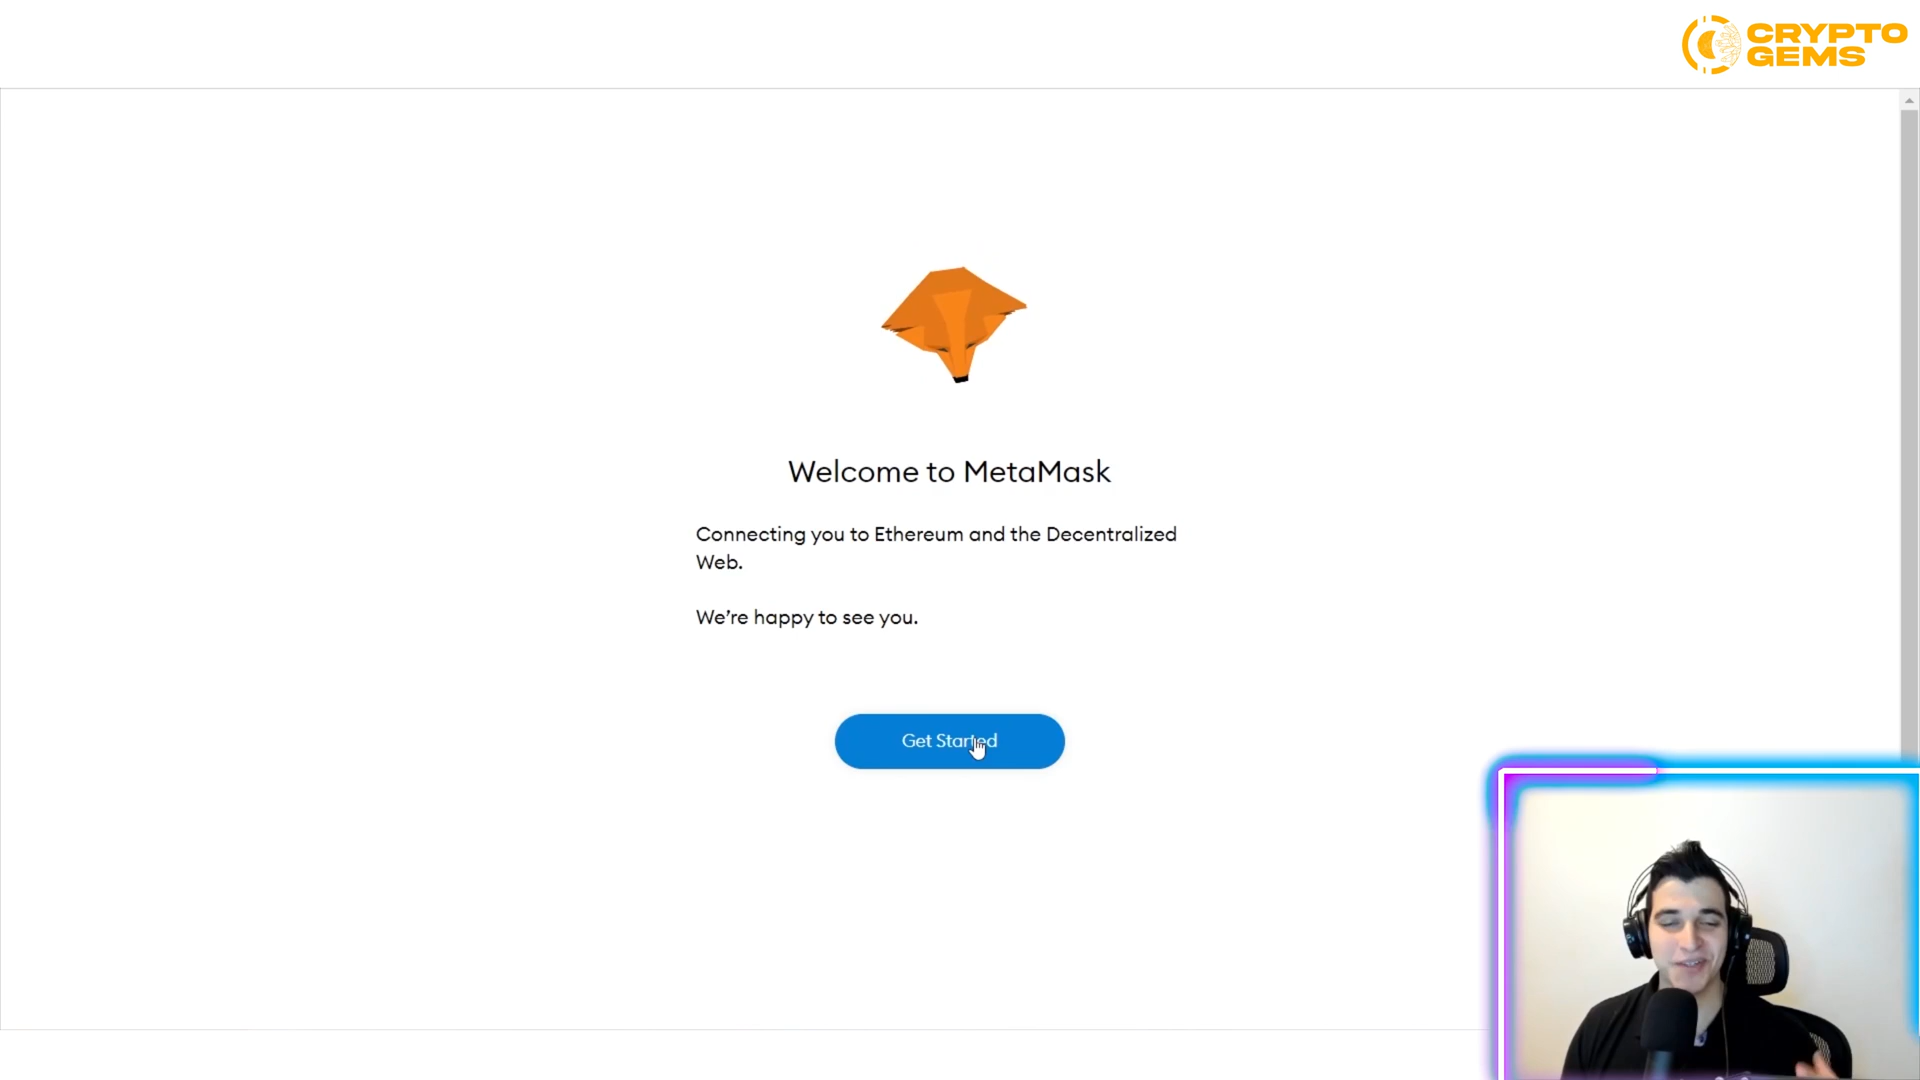 CRYPTO
GEMS
Welcome to MetaMask
Connecting you to Ethereum and the Decentralized
Web.
We’re happy to see you.
Get Started